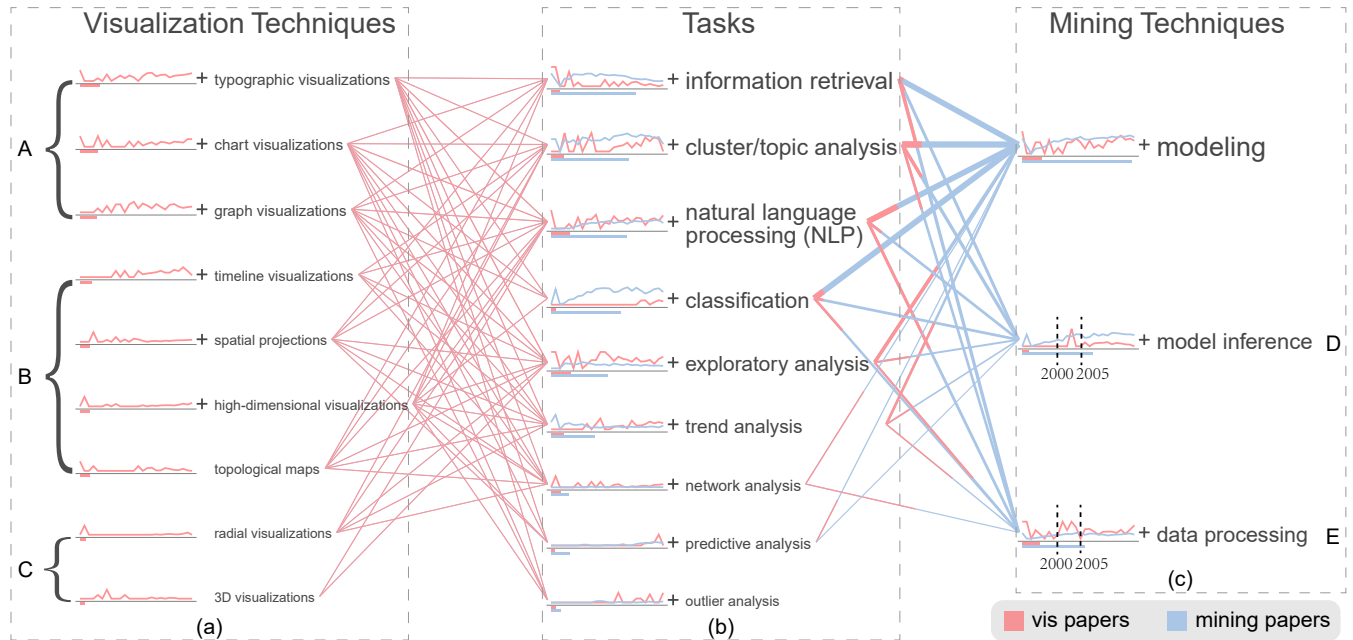 Visualization Techniques
Tasks
Mining Techniques
A
+ typographic visualizations
+ chart visualizations
+ graph visualizations
B
+ timeline visualizations
+ spatial projections
+ high-dimensional visualizations
topological maps
C
radial visualizations
3D visualizations
(a)
+ information retrieval
+ cluster/topic analysis
+ natural language
processing (NLP)
+ classification
+ exploratory analysis
+ trend analysis
+ network analysis
+ predictive analysis
outlier analysis
(b)
+ modeling
+ model inference D
2000 2005
+ data processing E
2000 2005
(c)
vis papers
mining papers